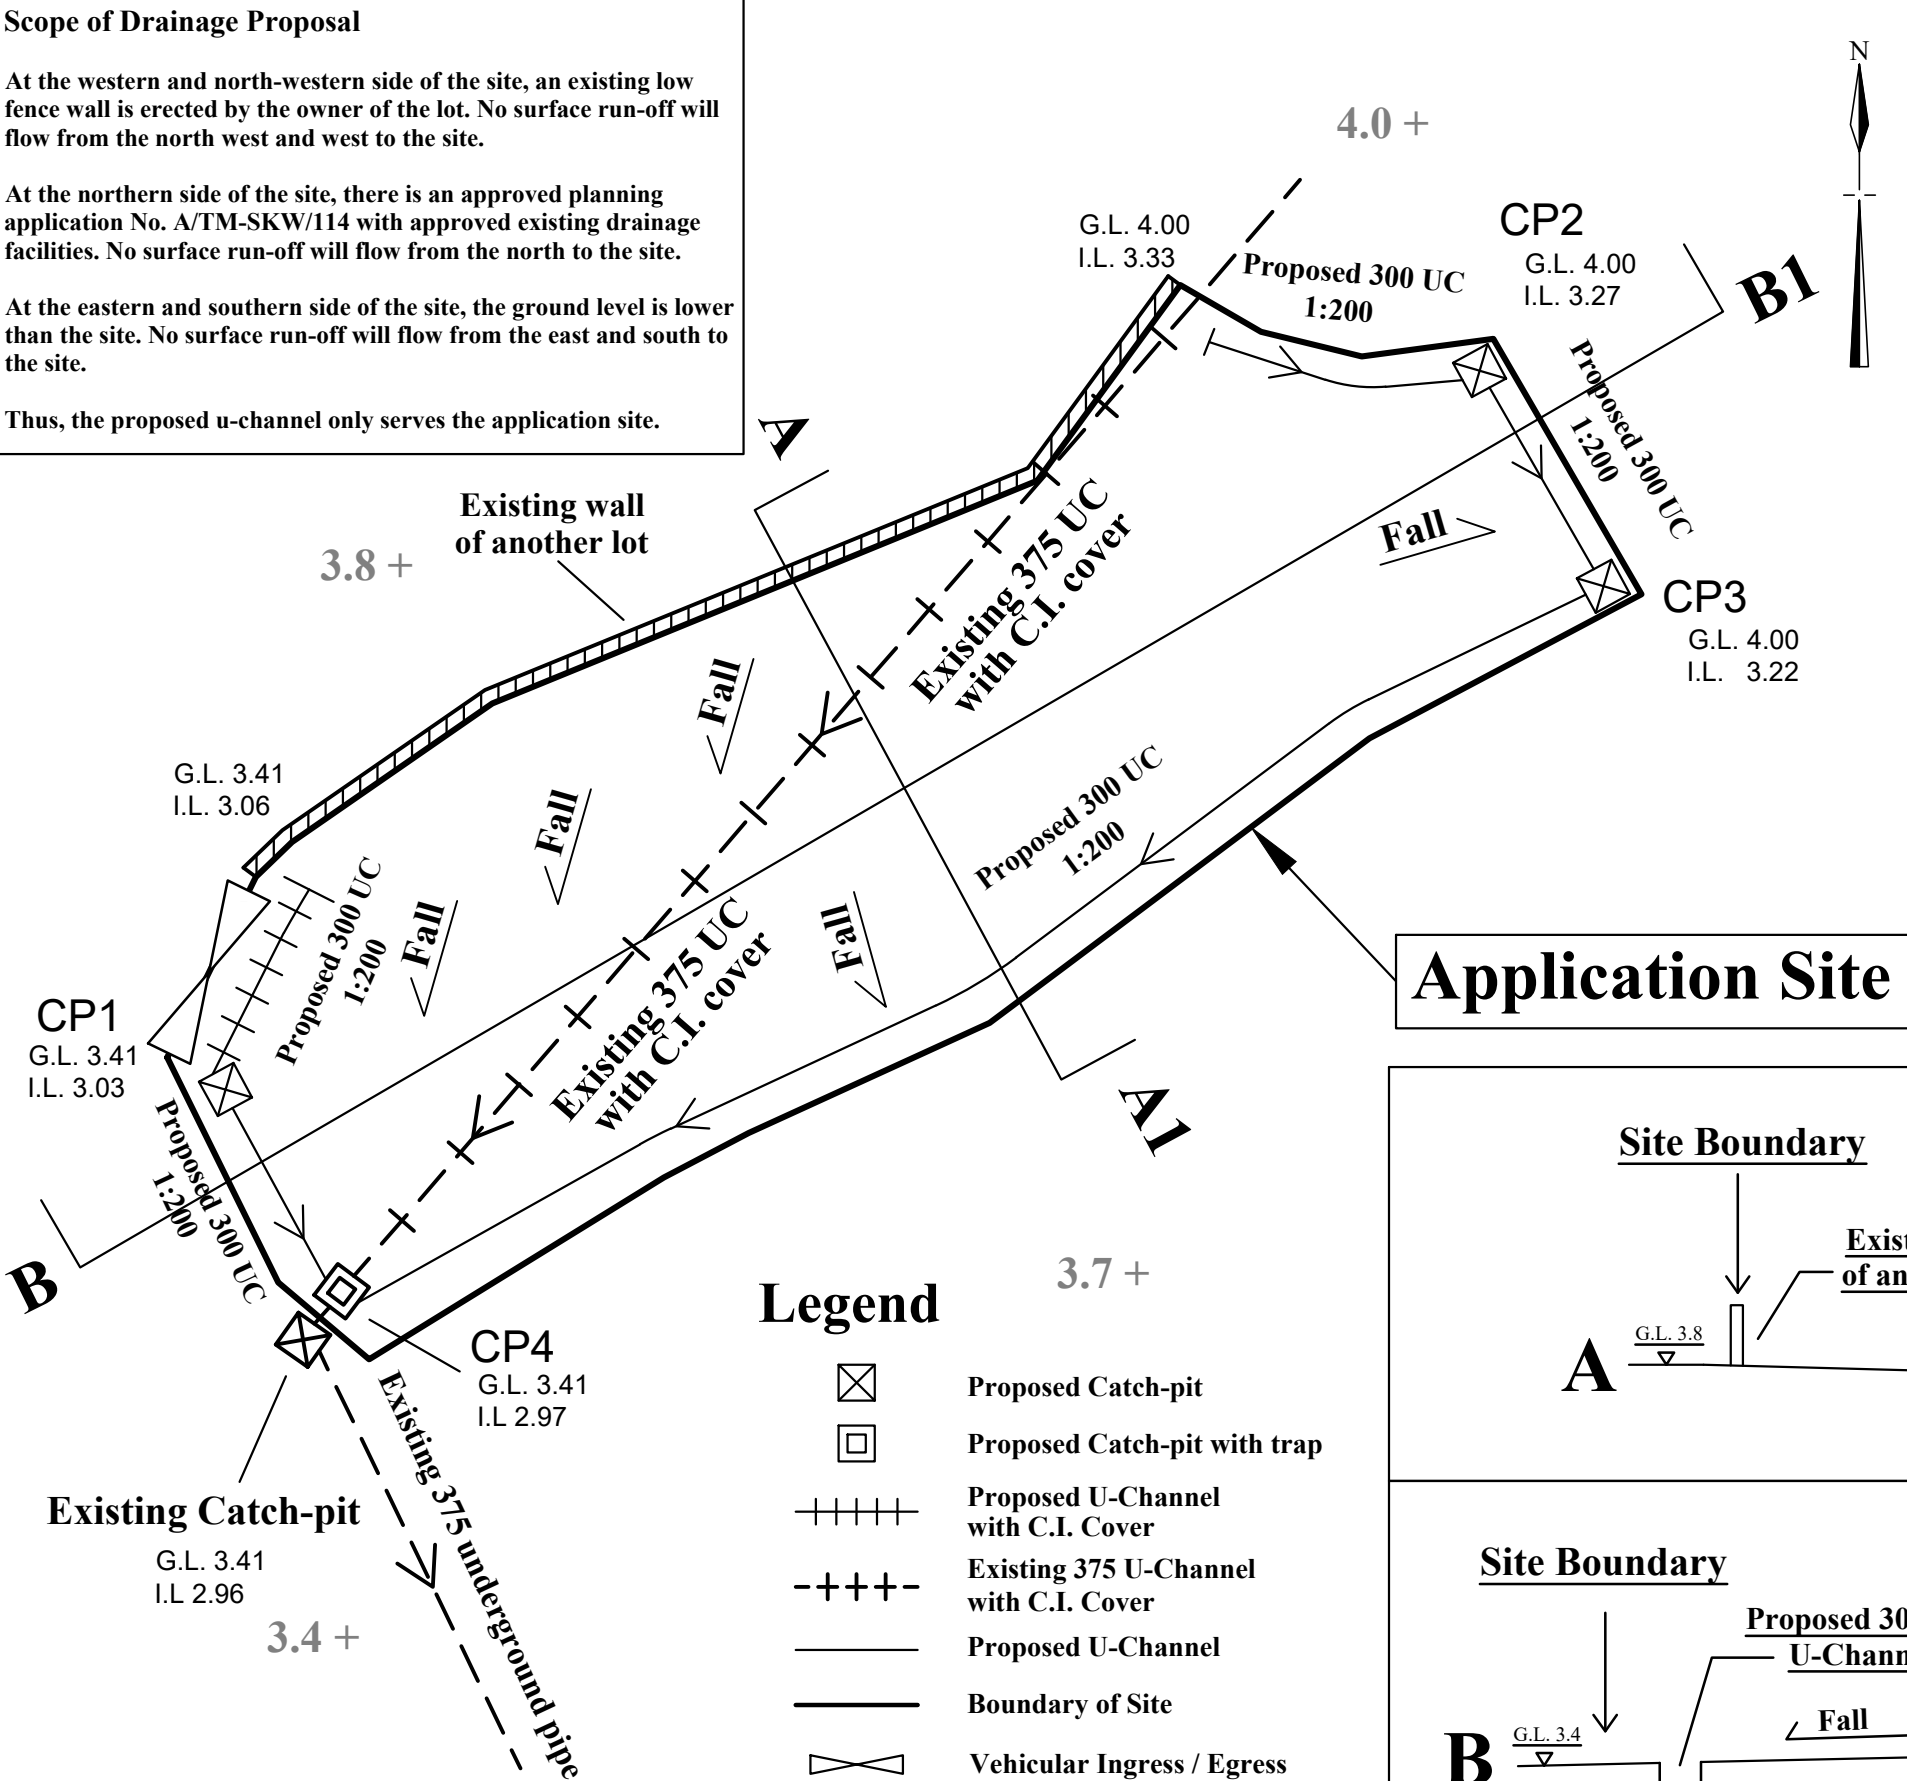 Scope of Drainage Proposal
At the western and north-western side of the site, an existing low
fence wall is erected by the owner of the lot. No surface run-off will
flow from the north west and west to the site.
At the northern side of the site, there is an approved planning
application No. A/TM-SKW/114 with approved existing drainage
facilities. No surface run-off will flow from the north to the site.
At the eastern and southern side of the site, the ground level is lower
than the site. No surface run-off will flow from the east and south to
the site.
Thus, the proposed u-channel only serves the application site.
N
4.0 +
G.L. 4.00
I.L. 3.33
Proposed 300 UC
1:200
CP2
G.L. 4.00
I.L. 3.27
B1
Proposed 300 UC
1:200
A
Existing wall
of another lot
3.8 +
Existing 375 UC
with C.I. cover
Fall
CP3
G.L. 4.00
I.L. 3.22
Fall
G.L. 3.41
I.L. 3.06
Fall
Proposed 300 UC
1:200
Proposed 300 UC
1:200
Fall
Fall
Existing 375 UC
with C.I. cover
Application Site
CP1
G.L. 3.41
I.L. 3.03
Proposed 300 UC
1:200
A1
B
CP4
G.L. 3.41
I.L 2.97
Existing Catch-pit
G.L. 3.41
I.L 2.96
3.4 +
Existing 375 underground pipe
3.7 +
Legend
Proposed Catch-pit
Proposed Catch-pit with trap
Proposed U-Channel
with C.I. Cover
Existing 375 U-Channel
with C.I. Cover
Proposed U-Channel
Boundary of Site
Vehicular Ingress / Egress
Site Boundary
Exist
of an
G.L. 3.8
A
Site Boundary
Proposed 30
U-Chann
Fall
G.L. 3.4
B